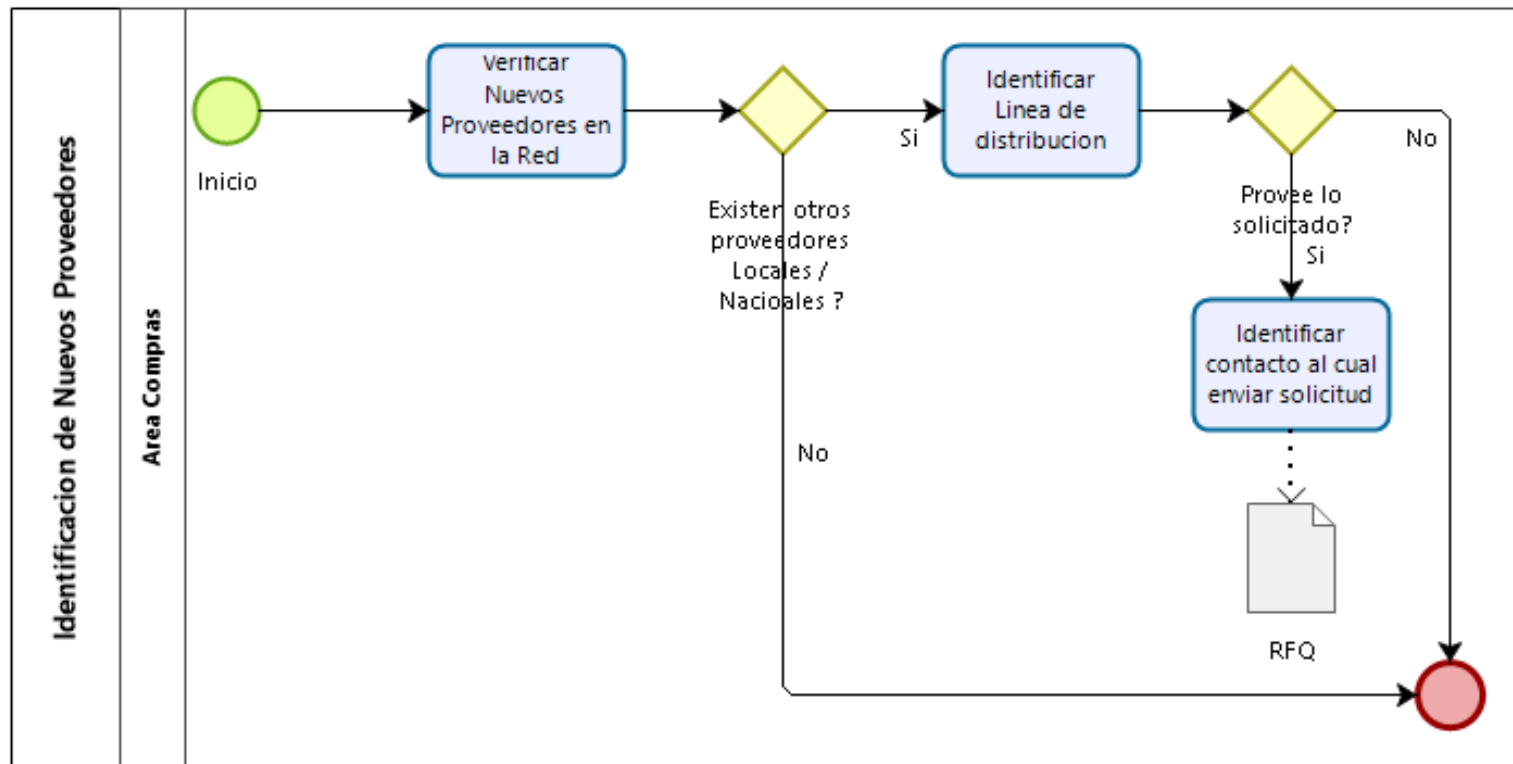 Identificacion de Nuevos Proveedores
Area Compras
Inicio
Verificar
Nuevos
Proveedores en
la Red
Existen otros
proveedores
Locales /
Nacioales ?
Si
No
Identificar
Linea de
distribucion
Provee lo
solicitado?
Si
No
Identificar
contacto al cual
enviar solicitud
RFQ